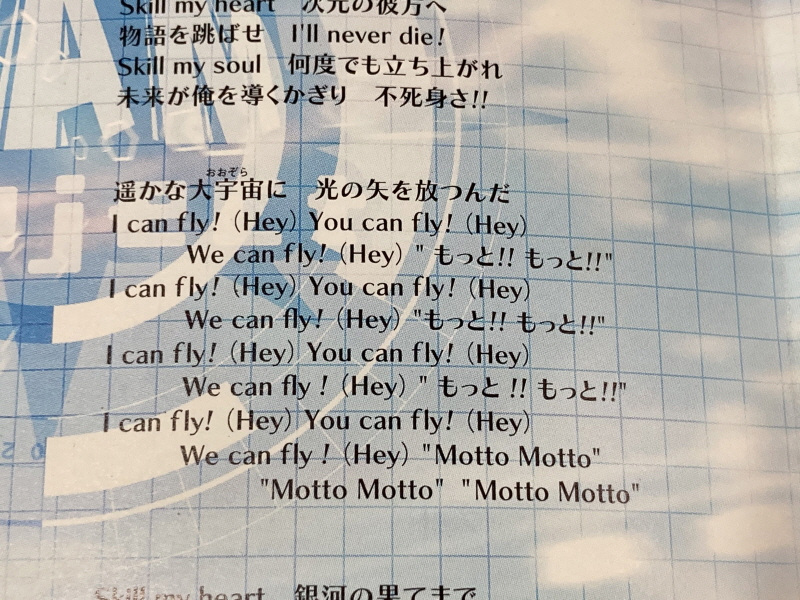 Skill my heart　次元の彼方へ
物語を跳ばせ　I'll never die!
Skill my soul　何度でも立ち上がれ
未来が俺を導くかぎり　不死身さ!!
おおぞら
遥かな大宇宙に　光の矢を放つんだ
I can fly! (Hey) You can fly! (Hey)
We can fly! (Hey) " もっと!! もっと!!"
I can fly! (Hey) You can fly! (Hey)
We can fly! (Hey) "もっと!! もっと!!"
I can fly! (Hey) You can fly! (Hey)
We can fly ! (Hey) " もっと !! もっと!!"
I can fly! (Hey) You can fly! (Hey)
We can fly ! (Hey) "Motto Motto"
"Motto Motto" "Motto Motto"
Skill my heart　銀河の果てまで